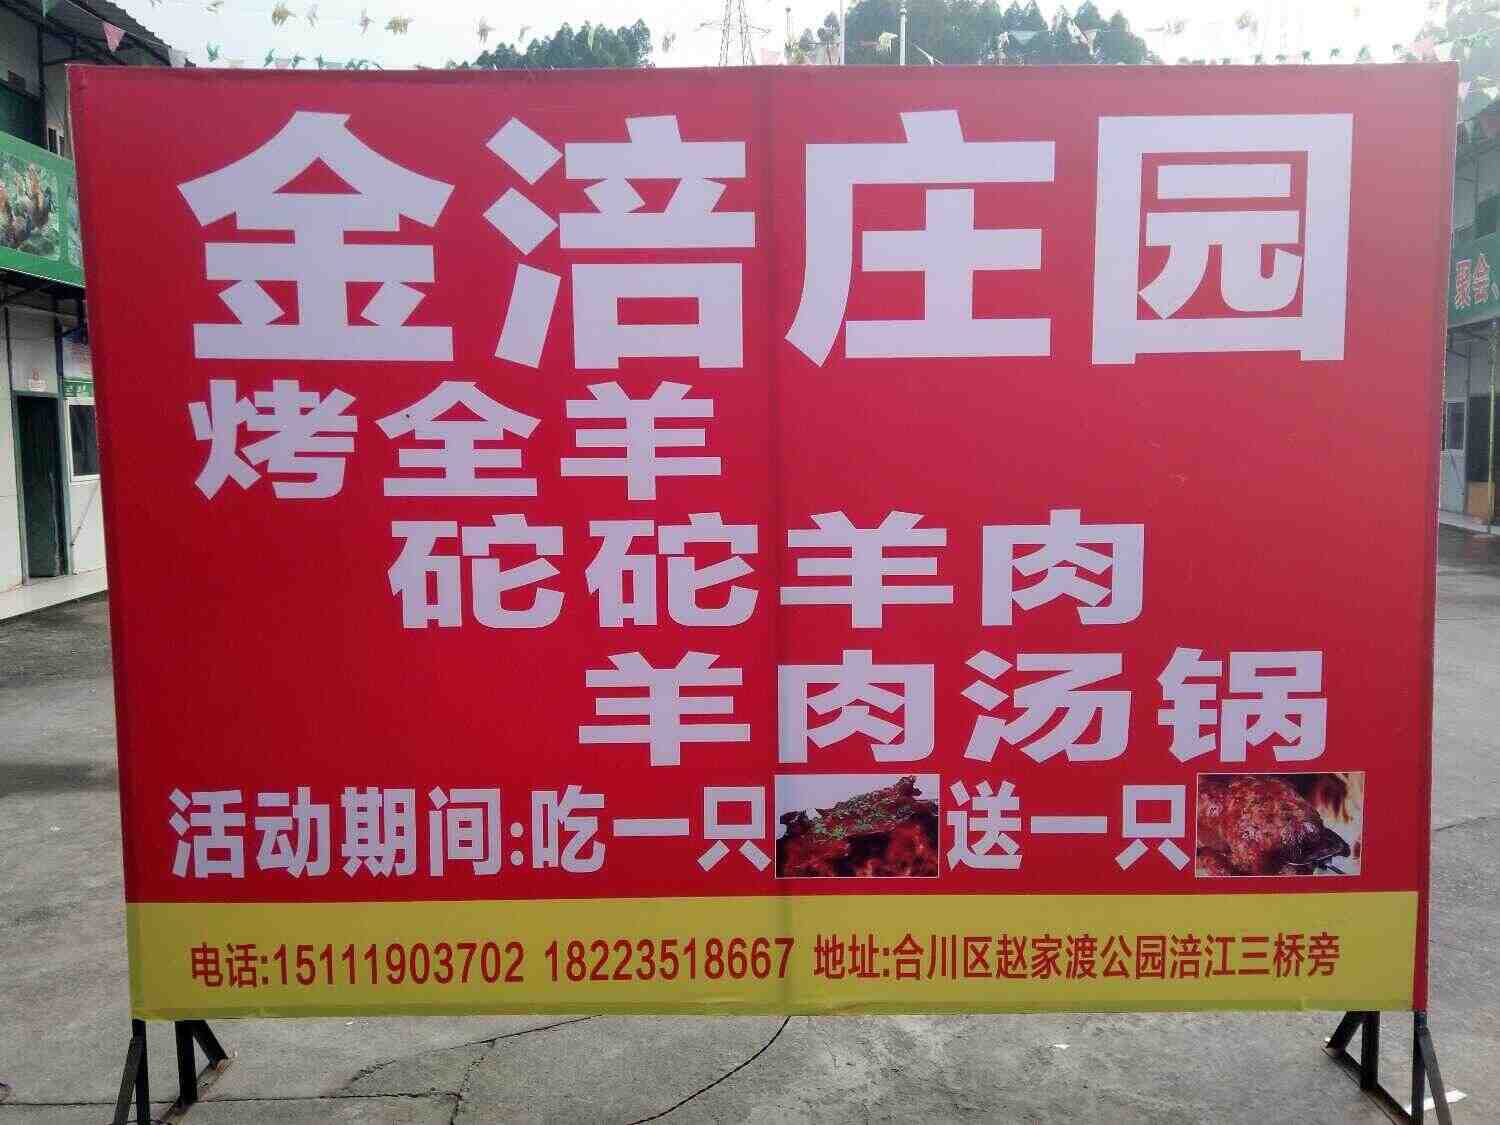 金涪庄园
烤全羊
砣砣羊肉
羊肉汤锅
活动期间:吃一只 送一只
电话:15111903702 18223518667 地址:合川区赵家渡公园涪江三桥旁
聚会、